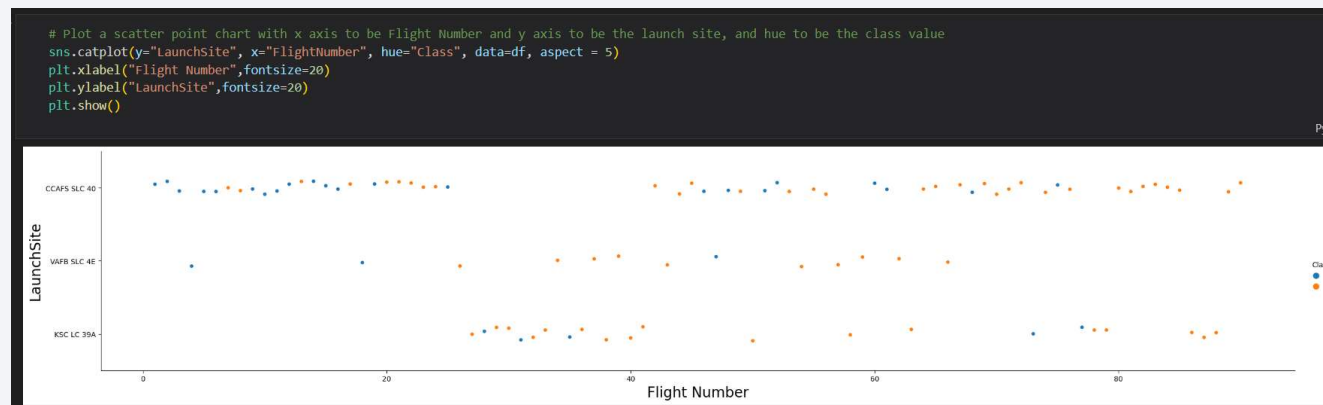 # Plot a scatter point chart with x axis to be Flight Number and y axis to be the launch site, and hue to be the class value
sns.catplot(y="LaunchSite", x="FlightNumber", hue="Class", data=df, aspect = 5)
plt.xlabel("Flight Number",fontsize=20)
plt.ylabel("LaunchSite",fontsize=20)
plt.show()
Py
CCAFS SLC 40
VAFB SLC 4E
KSC LC 39A
LaunchSite
Cla
0 20 40 60 80
Flight Number